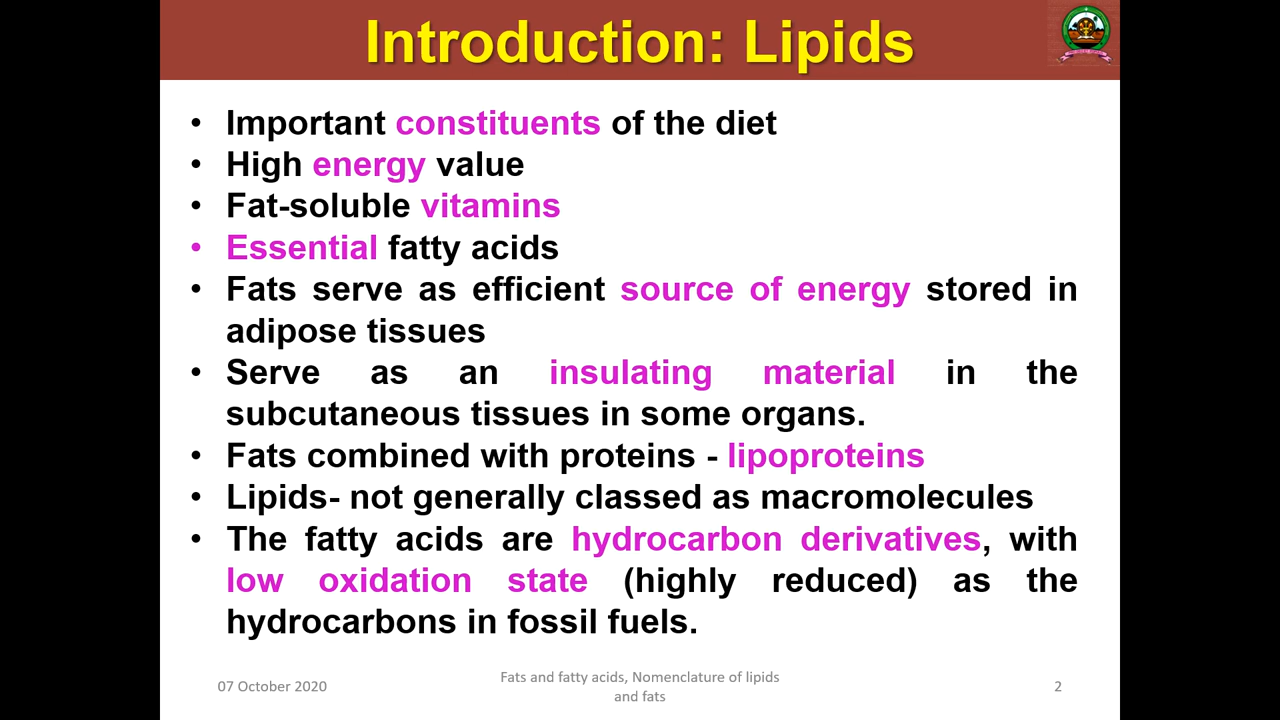 Introduction: Lipids
• Important constituents of the diet
• High energy value
• Fat-soluble vitamins
• Essential fatty acids
• Fats serve as efficient source of energy stored in
adipose tissues
• Serve as an insulating material in the
subcutaneous tissues in some organs.
• Fats combined with proteins - lipoproteins
• Lipids- not generally classed as macromolecules
• The fatty acids are hydrocarbon derivatives, with
low oxidation state (highly reduced) as the
hydrocarbons in fossil fuels.
07 October 2020
Fats and fatty acids, Nomenclature of lipids
and fats
2